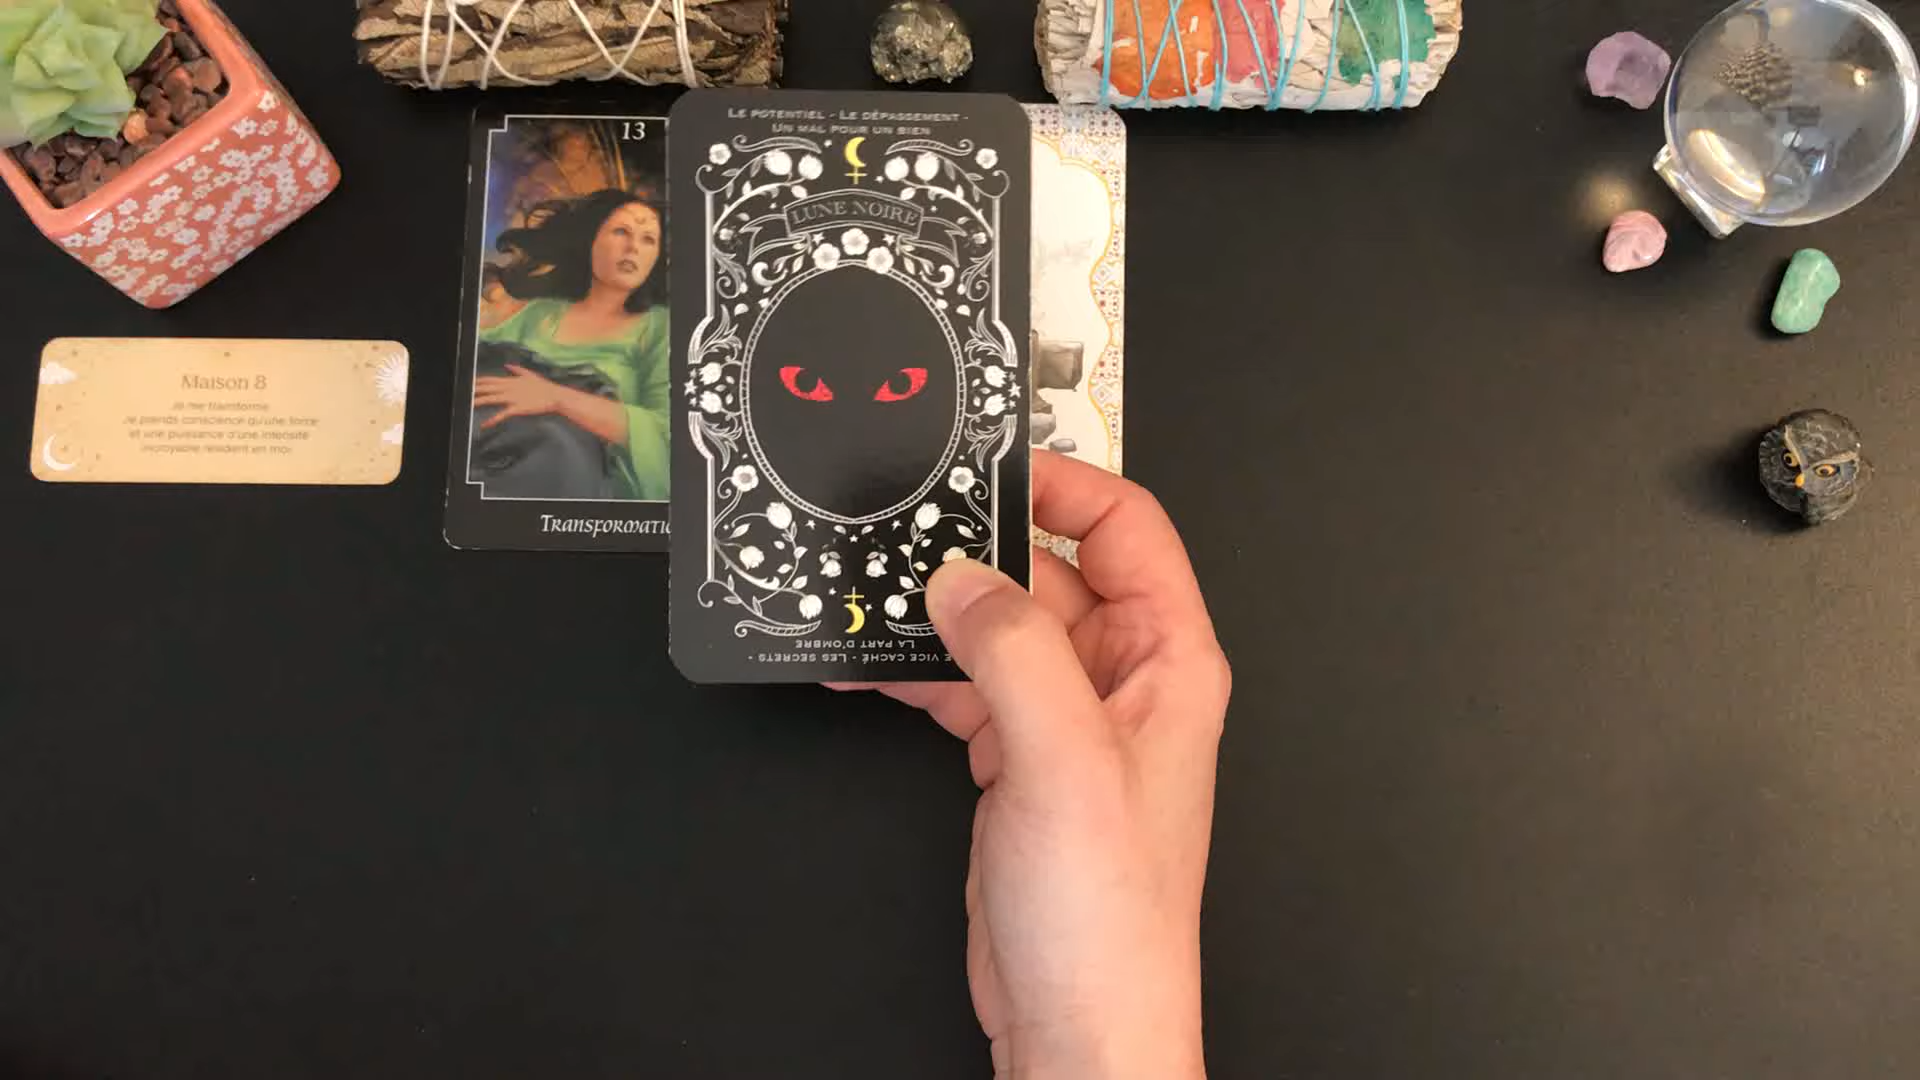 LE POTENTIEL - LE DÉPASSEMENT -
UN MAL POUR UN BIEN
LUNE NOIRE
E VICE CACHÉ - LES SECRETS -
LA PART D'OMBRE
13
TRANSFORMATIO
Maison 8
Je me transforme
Je prends conscience qu'une force
et une puissance d'une intensité
incroyable résident en moi